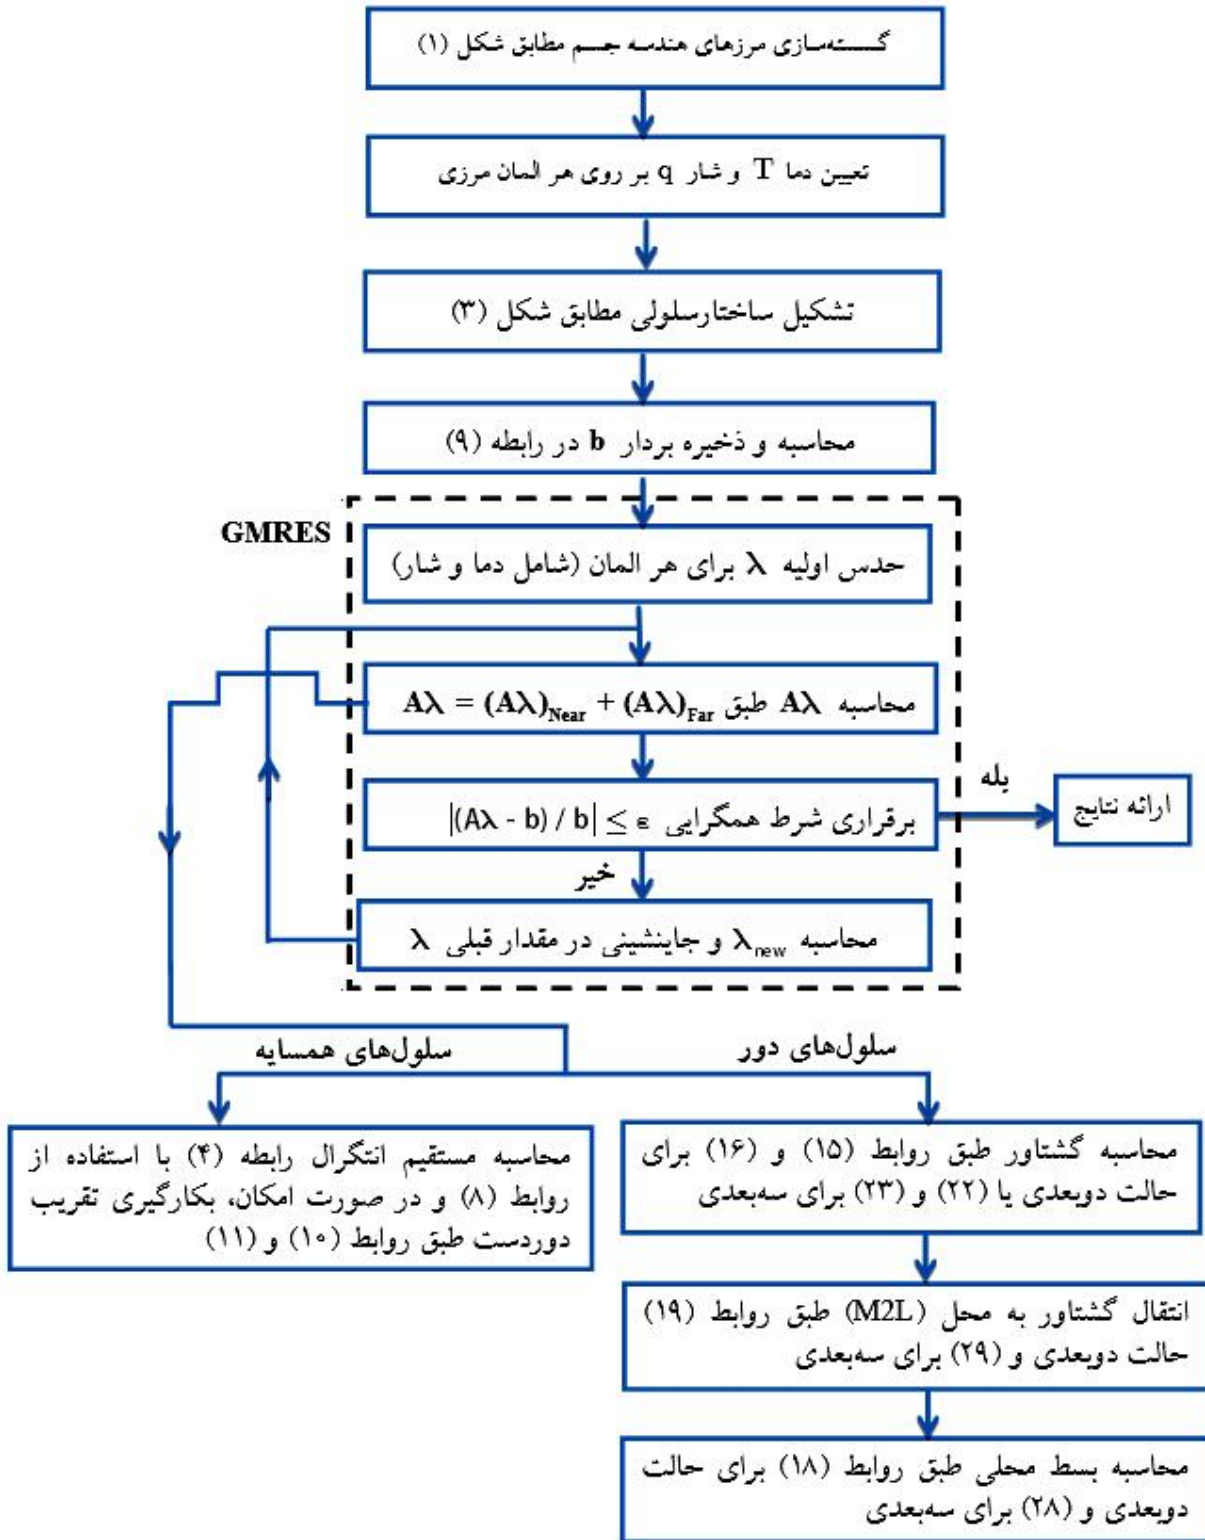 گسسته‌سازی مرزهای هندسه جسم مطابق شکل (۱)
تعیین دما T و شار q بر روی هر المان مرزی
تشکیل ساختارسلولی مطابق شکل (۳)
محاسبه و ذخیره بردار b در رابطه (۹)
GMRES
حدس اولیه λ برای هر المان (شامل دما و شار)
محاسبه Aλ طبق Aλ = (Aλ)Near + (Aλ)Far
برقراری شرط همگرایی |(Aλ - b) / b| ≤ ε
بله
ارائه نتایج
خیر
محاسبه λnew و جاینشینی در مقدار قبلی λ
سلول‌های دور
سلول‌های همسایه
محاسبه گشتاور طبق روابط (۱۵) و (۱۶) برای
حالت دوبعدی یا (۲۲) و (۲۳) برای سه‌بعدی
محاسبه مستقیم انتگرال رابطه (۴) با استفاده از
روابط (۸) و در صورت امکان، بکارگیری تقریب
دوردست طبق روابط (۱۰) و (۱۱)
انتقال گشتاور به محل (M2L) طبق روابط (۱۹)
حالت دوبعدی و (۲۹) برای سه‌بعدی
محاسبه بسط محلی طبق روابط (۱۸) برای حالت
دوبعدی و (۲۸) برای سه‌بعدی